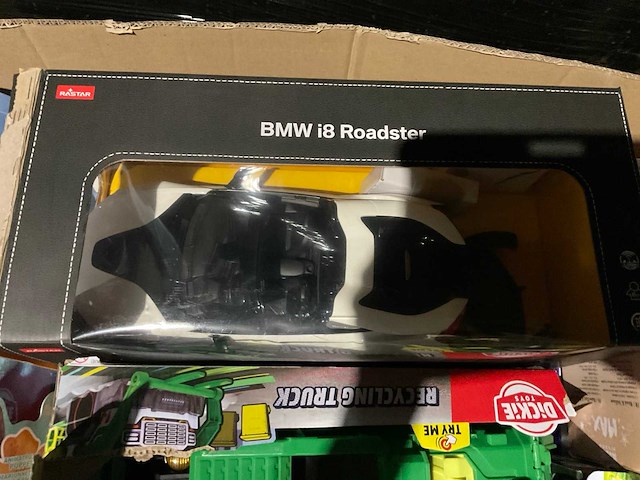 RASTAR
BMW i8 Roadster
RECYCLING TRUCK
DICKIE
TOYS
TRY ME